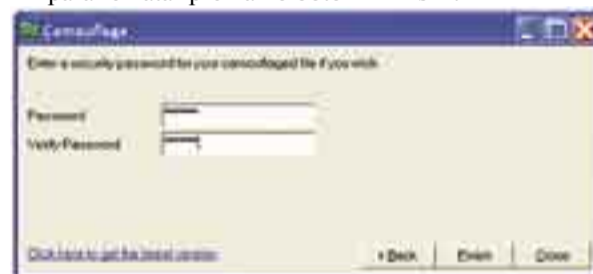 Camouflage
Enter a security password for your camouflaged file if you wish.
Password
Verify Password
Click here to get the latest version
< Back
Finish
Close